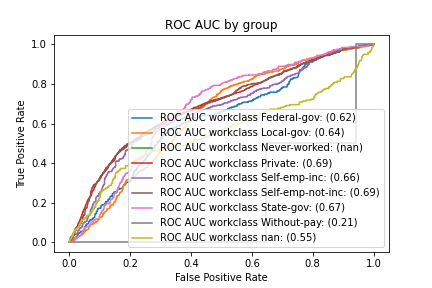 ROC AUC by group
True Positive Rate
1.0
0.8
0.6
0.4
0.2
0.0
ROC AUC workclass Federal-gov: (0.62)
ROC AUC workclass Local-gov: (0.64)
ROC AUC workclass Never-worked: (nan)
ROC AUC workclass Private: (0.69)
ROC AUC workclass Self-emp-inc: (0.66)
ROC AUC workclass Self-emp-not-inc: (0.69)
ROC AUC workclass State-gov: (0.67)
ROC AUC workclass Without-pay: (0.21)
ROC AUC workclass nan: (0.55)
0.0 0.2 0.4 0.6 0.8 1.0
False Positive Rate